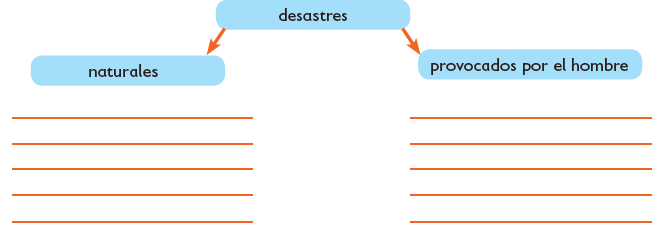 desastres
naturales
provocados por el hombre